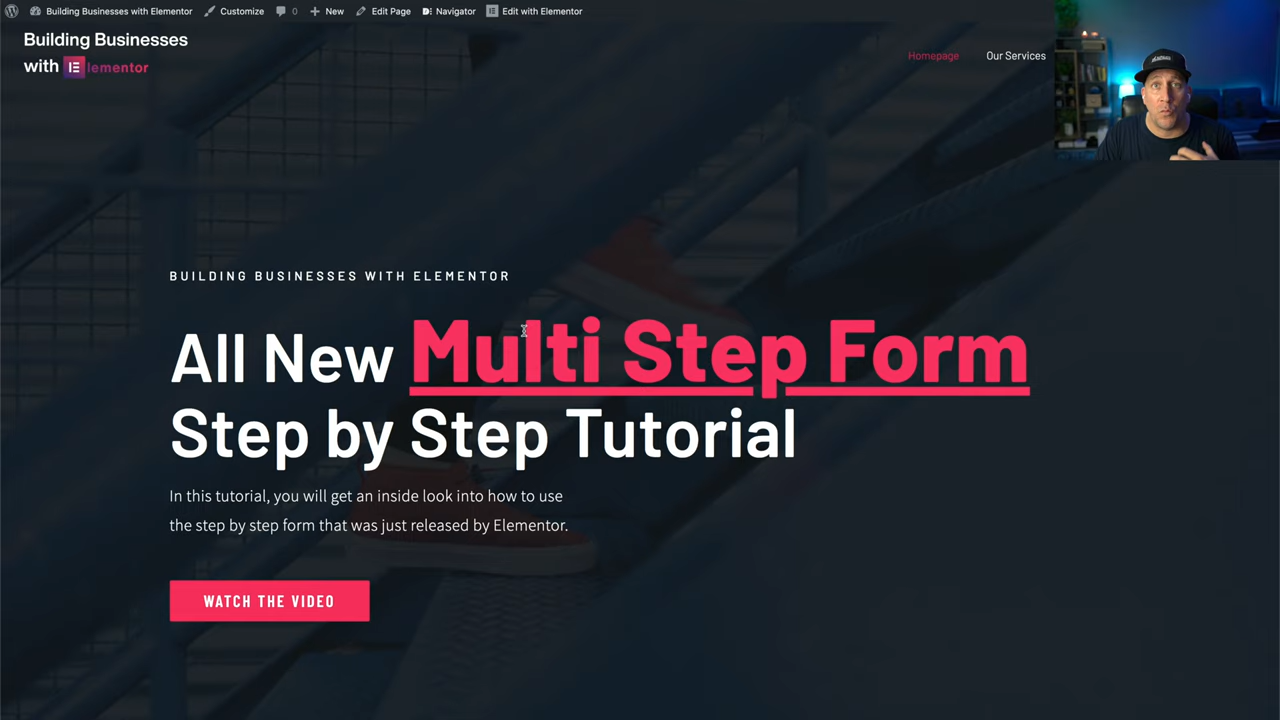 Building Businesses with Elementor Customize 0 New Edit Page Navigator Edit with Elementor
Building Businesses
with Elementor
Homepage Our Services
BUILDING BUSINESSES WITH ELEMENTOR
All New Multi Step Form
Step by Step Tutorial
In this tutorial, you will get an inside look into how to use
the step by step form that was just released by Elementor.
WATCH THE VIDEO